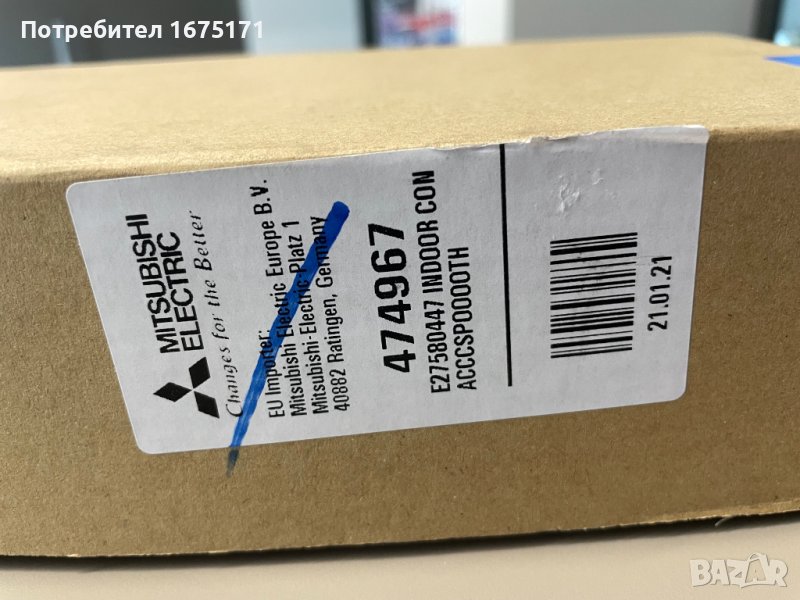 Потребител 1675171
MITSUBISHI
ELECTRIC
Changes for the Better
EU Importer:
Mitsubishi Electric Europe B.V.
Mitsubishi-Electric-Platz 1
40882 Ratingen, Germany
474967
E27580447 INDOOR CON
ACCCSP0000TH
21.01.21
BAZAR